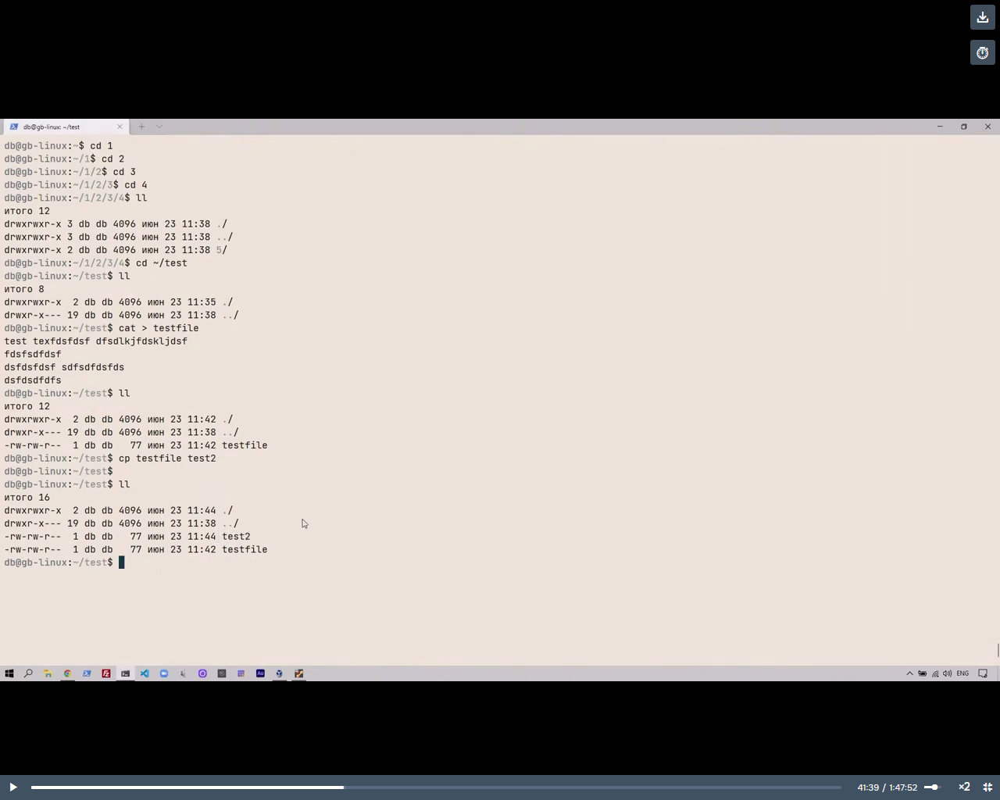 db@gb-linux: ~/test
db@gb-linux:~$ cd 1
db@gb-linux:~/1$ cd 2
db@gb-linux:~/1/2$ cd 3
db@gb-linux:~/1/2/3$ cd 4
db@gb-linux:~/1/2/3/4$ ll
итого 12
drwxrwxr-x 3 db db 4096 июн 23 11:38 ./
drwxrwxr-x 3 db db 4096 июн 23 11:38 ../
drwxrwxr-x 2 db db 4096 июн 23 11:38 5/
db@gb-linux:~/1/2/3/4$ cd ~/test
db@gb-linux:~/test$ ll
итого 8
drwxrwxr-x  2 db db 4096 июн 23 11:35 ./
drwxr-x--- 19 db db 4096 июн 23 11:38 ../
db@gb-linux:~/test$ cat > testfile
test texfdsfdsf dfsdlkjfdskljdsf
fdsfsdfdsf
dsfdsfdsf sdfsdfdsfds
dsfdsdfdfs
db@gb-linux:~/test$ ll
итого 12
drwxrwxr-x  2 db db 4096 июн 23 11:42 ./
drwxr-x--- 19 db db 4096 июн 23 11:38 ../
-rw-rw-r--  1 db db   77 июн 23 11:42 testfile
db@gb-linux:~/test$ cp testfile test2
db@gb-linux:~/test$
db@gb-linux:~/test$ ll
итого 16
drwxrwxr-x  2 db db 4096 июн 23 11:44 ./
drwxr-x--- 19 db db 4096 июн 23 11:38 ../
-rw-rw-r--  1 db db   77 июн 23 11:44 test2
-rw-rw-r--  1 db db   77 июн 23 11:42 testfile
db@gb-linux:~/test$
Fz
Au
ENG
41:39 / 1:47:52
×2